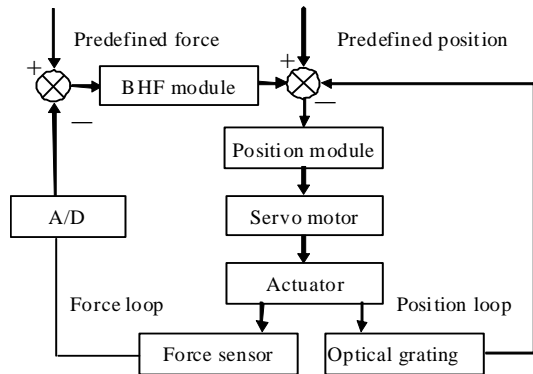 Predefined force
Predefined position
+
+
BHF module
—
—
Position module
A/D
Servo motor
Actuator
Force loop
Position loop
Force sensor
Optical grating